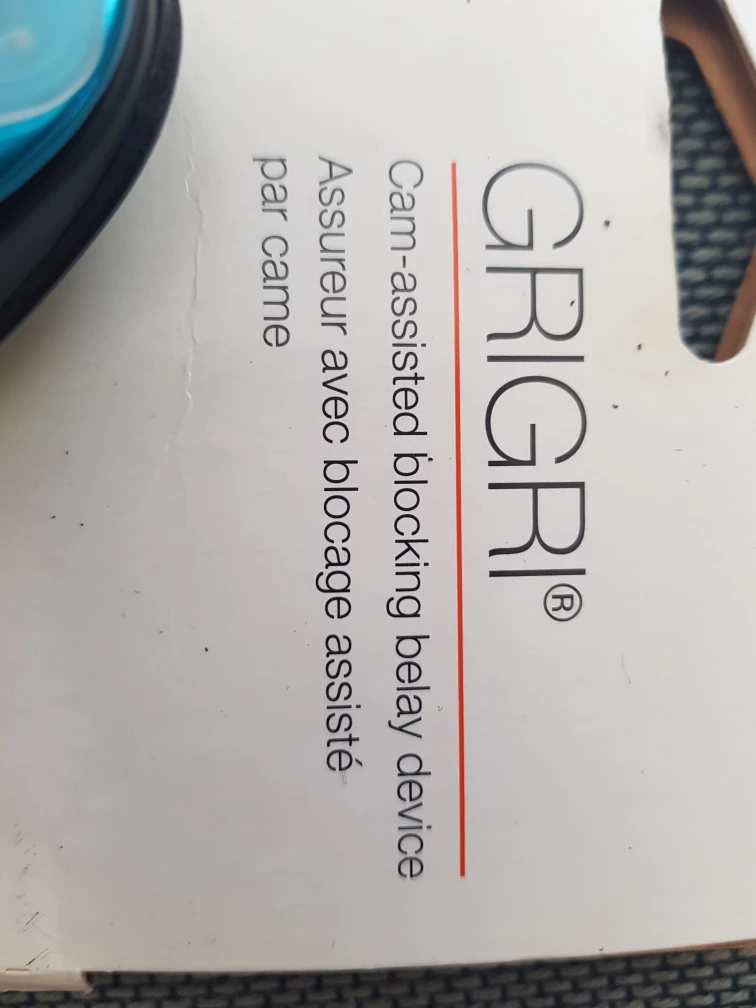 GRIGRI®
Cam-assisted blocking belay device
Assureur avec blocage assisté
par came